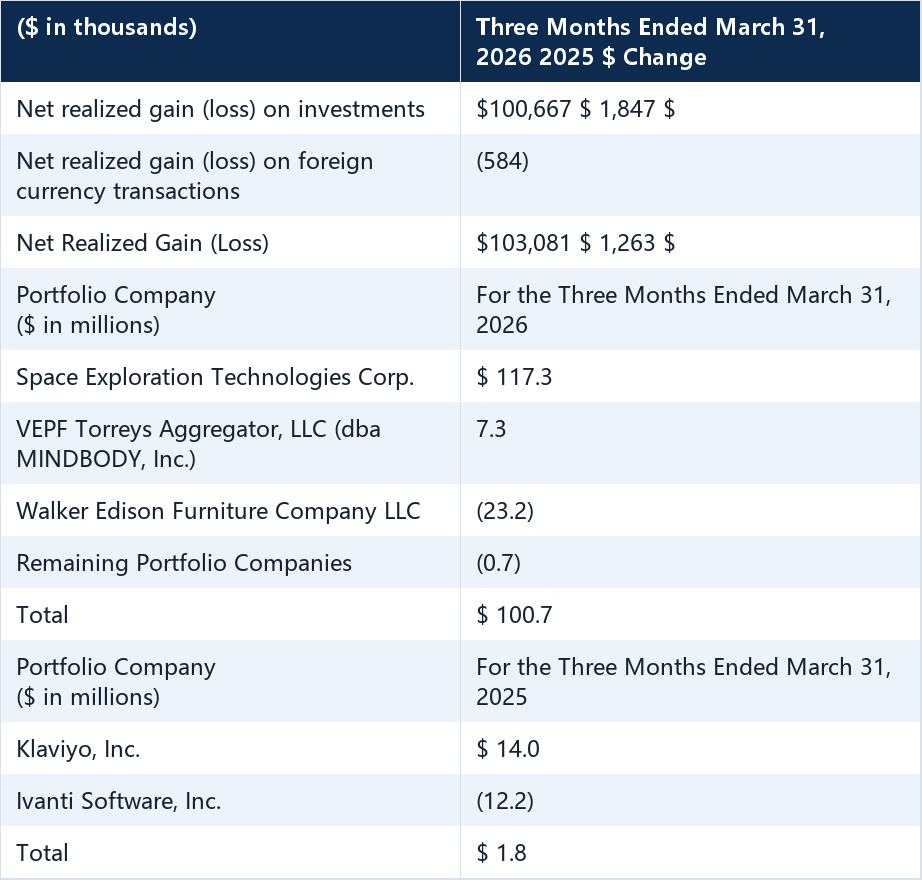 ($ in thousands)
Three Months Ended March 31,
2026 2025 $ Change
Net realized gain (loss) on investments
$100,667 $ 1,847 $
Net realized gain (loss) on foreign
currency transactions
(584)
Net Realized Gain (Loss)
$103,081 $ 1,263 $
Portfolio Company
($ in millions)
For the Three Months Ended March 31,
2026
Space Exploration Technologies Corp.
$ 117.3
VEPF Torreys Aggregator, LLC (dba
MINDBODY, Inc.)
7.3
Walker Edison Furniture Company LLC
(23.2)
Remaining Portfolio Companies
(0.7)
Total
$ 100.7
Portfolio Company
($ in millions)
For the Three Months Ended March 31,
2025
Klaviyo, Inc.
$ 14.0
Ivanti Software, Inc.
(12.2)
Total
$ 1.8